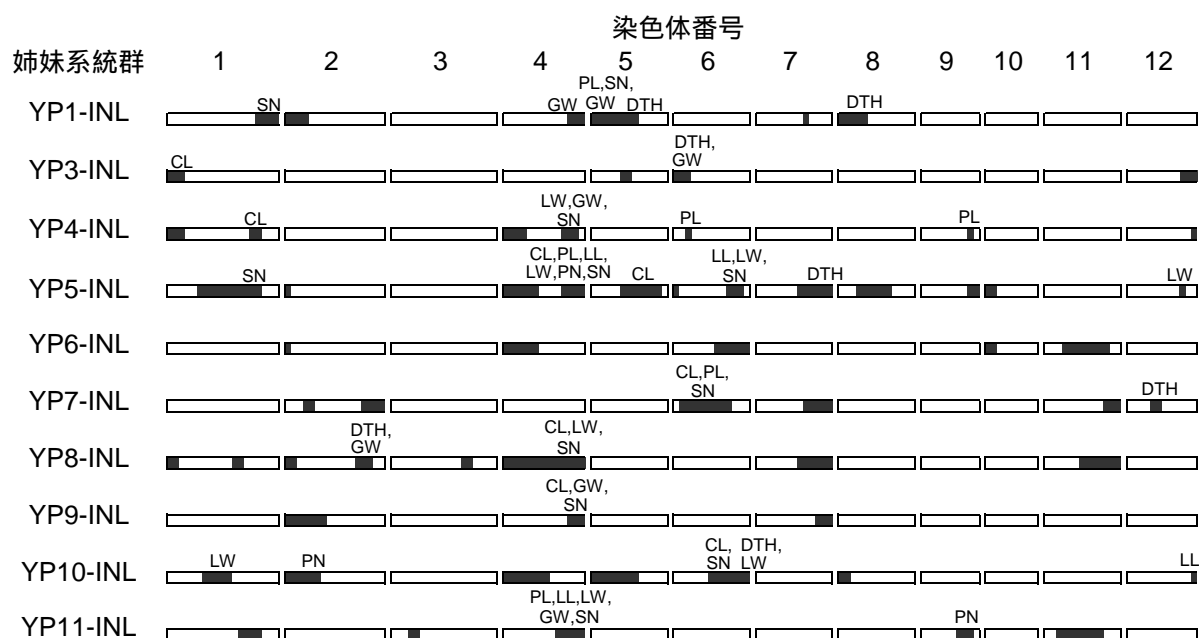 染色体番号
姉妹系統群 1 2 3 4 5 6 7 8 9 10 11 12
PL,SN,
SN GW GW DTH DTH
YP1-INL
DTH,
CL GW
YP3-INL
LW,GW,
CL SN PL PL
YP4-INL
CL,PL,LL, LL,LW,
SN LW,PN,SN CL SN DTH LW
YP5-INL
YP6-INL
CL,PL,
SN DTH
YP7-INL
DTH, CL,LW,
GW SN
YP8-INL
CL,GW,
SN
YP9-INL
CL, DTH,
LW PN SN LW LL
YP10-INL
PL,LL,LW,
GW,SN PN
YP11-INL